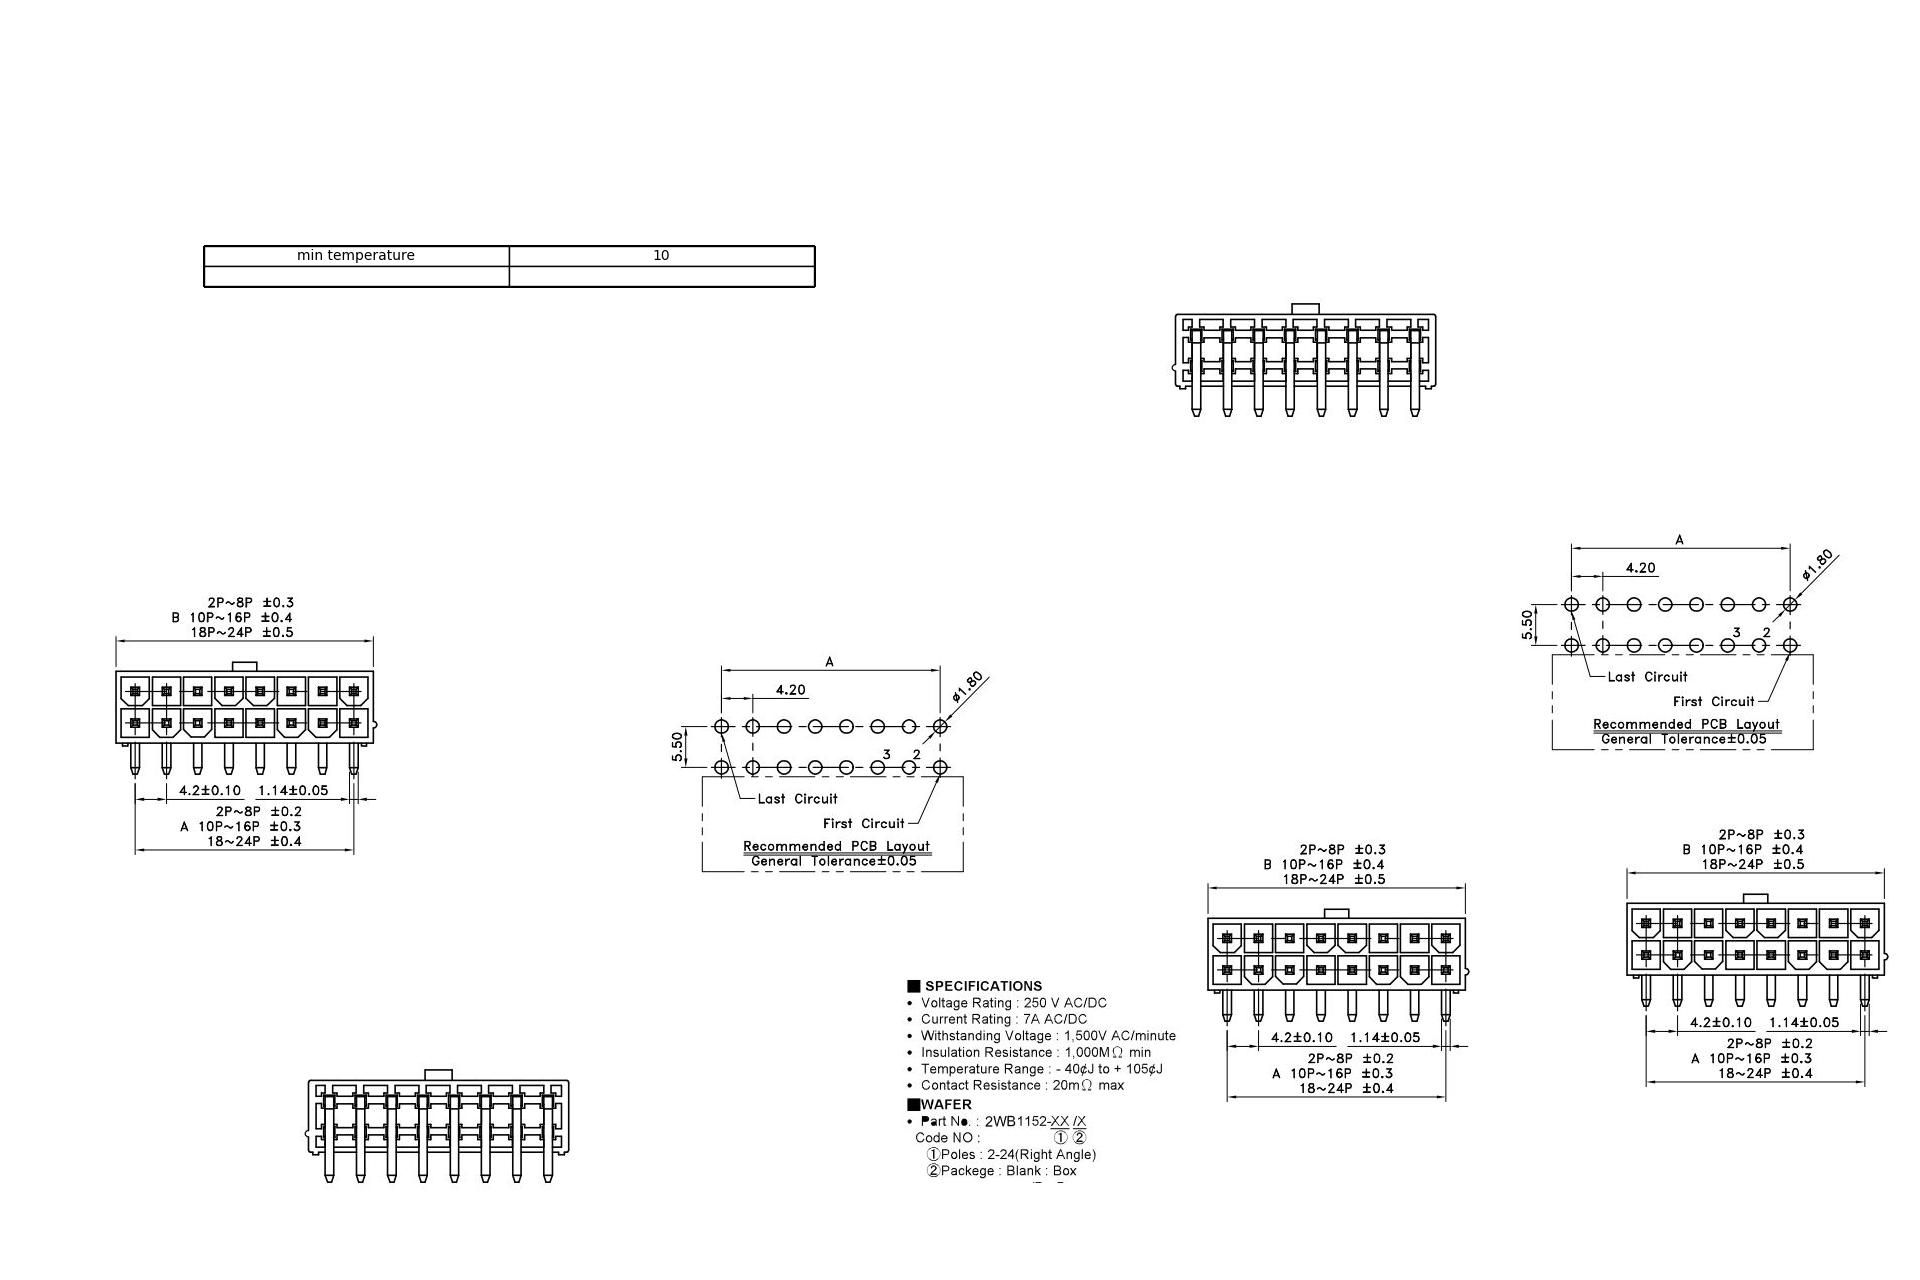 min temperature 10
A
4.20
ø1.80
5.50
3 2
Last Circuit
First Circuit
Recommended PCB Layout
General Tolerance±0.05
2P~8P ±0.3
B 10P~16P ±0.4
18P~24P ±0.5
4.2±0.10 1.14±0.05
2P~8P ±0.2
A 10P~16P ±0.3
18~24P ±0.4
A
4.20
ø1.80
5.50
3 2
Last Circuit
First Circuit
Recommended PCB Layout
General Tolerance±0.05
2P~8P ±0.3
B 10P~16P ±0.4
18P~24P ±0.5
4.2±0.10 1.14±0.05
2P~8P ±0.2
A 10P~16P ±0.3
18~24P ±0.4
2P~8P ±0.3
B 10P~16P ±0.4
18P~24P ±0.5
4.2±0.10 1.14±0.05
2P~8P ±0.2
A 10P~16P ±0.3
18~24P ±0.4
■ SPECIFICATIONS
• Voltage Rating : 250 V AC/DC
• Current Rating : 7A AC/DC
• Withstanding Voltage : 1,500V AC/minute
• Insulation Resistance : 1,000MΩ min
• Temperature Range : - 40¢J to + 105¢J
• Contact Resistance : 20mΩ max
■WAFER
• Part No. : 2WB1152-XX /X
Code NO : ① ②
①Poles : 2-24(Right Angle)
②Packege : Blank : Box